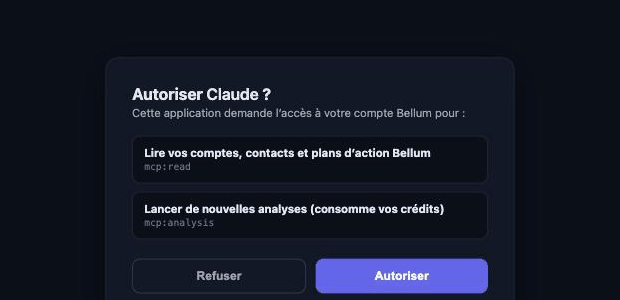 Autoriser Claude ?
Cette application demande l’accès à votre compte Bellum pour :
Lire vos comptes, contacts et plans d’action Bellum
mcp:read
Lancer de nouvelles analyses (consomme vos crédits)
mcp:analysis
Refuser
Autoriser